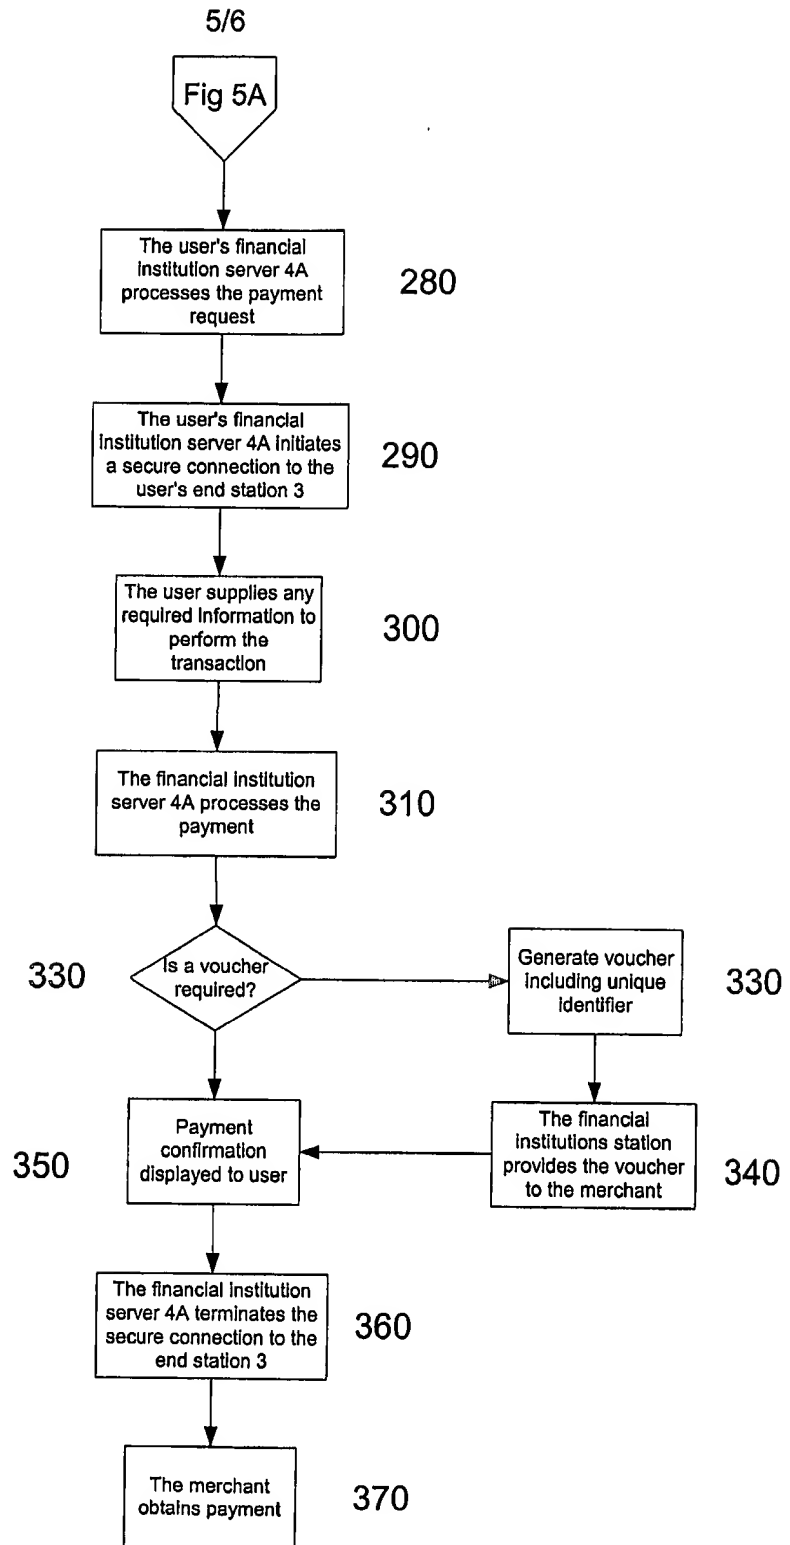 5/6
Fig 5A
The user's financial
institution server 4A
processes the payment
request
280
The user's financial
institution server 4A initiates
a secure connection to the
user's end station 3
290
The user supplies any
required Information to
perform the
transaction
300
The financial institution
server 4A processes the
payment
310
330
Is a voucher
required?
Generate voucher
including unique
identifier
330
The financial
institutions station
provides the voucher
to the merchant
340
350
Payment
confirmation
displayed to user
The financial institution
server 4A terminates the
secure connection to the
end station 3
360
The merchant
obtains payment
370